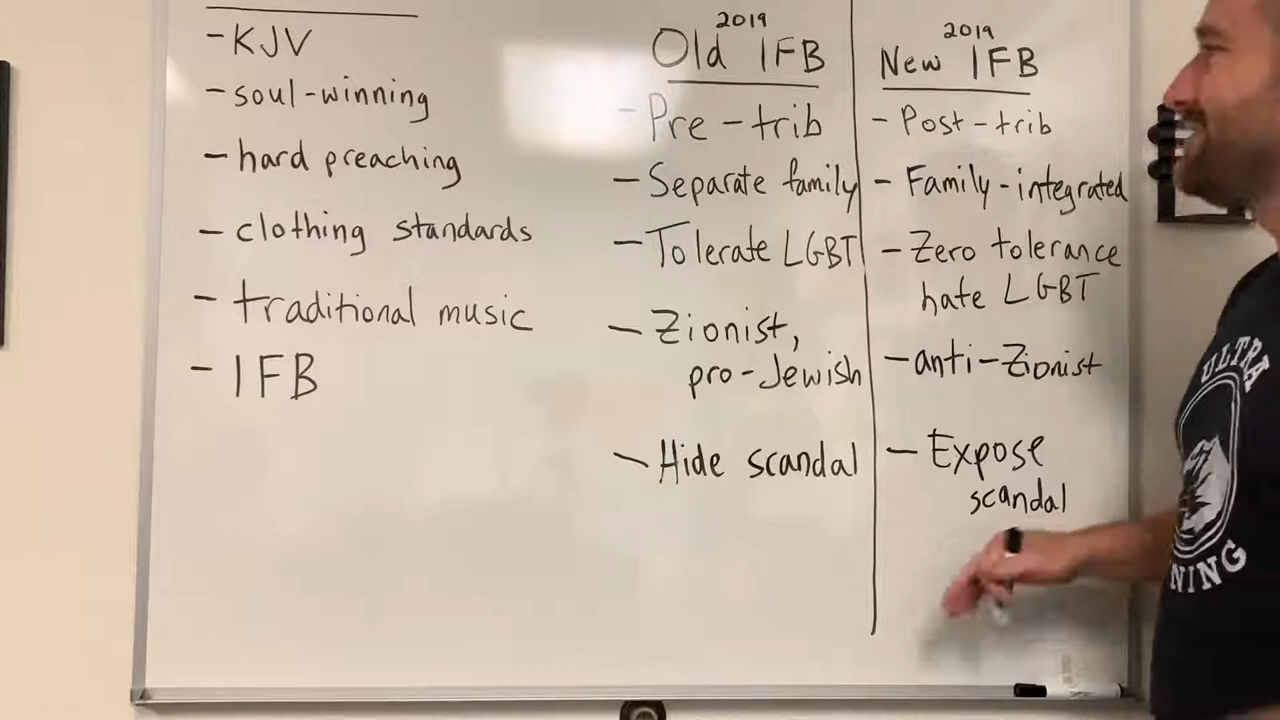 - KJV
- soul-winning
- hard preaching
- clothing standards
- traditional music
- IFB
2019
Old IFB
- Pre-trib
- Separate family
- Tolerate LGBT
- Zionist,
pro-Jewish
- Hide scandal
2019
New IFB
- Post-trib
- Family-integrated
- Zero tolerance
hate LGBT
- anti-Zionist
- Expose
scandal
ULTRA
NING